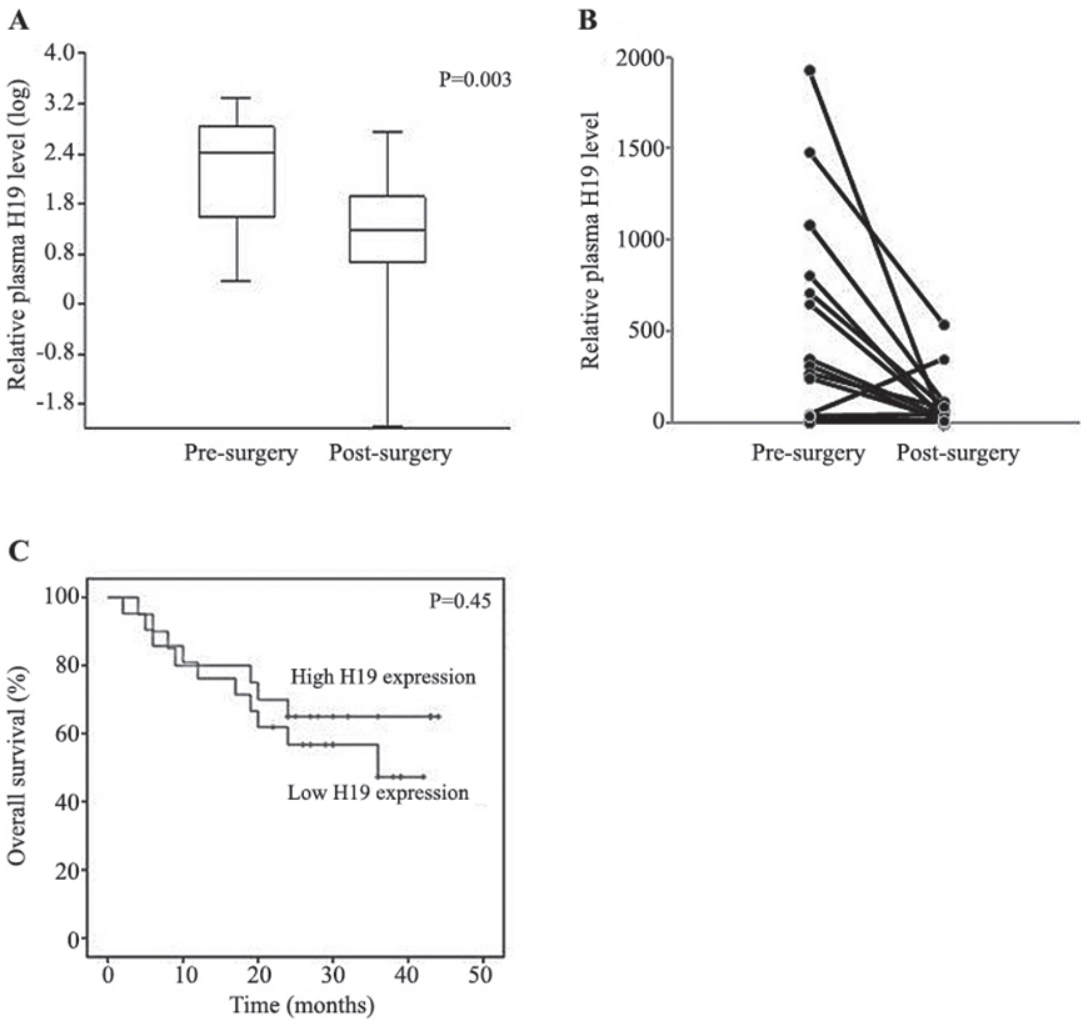 A
Relative plasma H19 level (log)
4.0
3.2
2.4
1.8
0.8
0
-0.8
-1.8
P=0.003
Pre-surgery Post-surgery
B
Relative plasma H19 level
2000
1500
1000
500
0
Pre-surgery Post-surgery
C
Overall survival (%)
100
80
60
40
20
0
P=0.45
High H19 expression
Low H19 expression
0 10 20 30 40 50
Time (months)